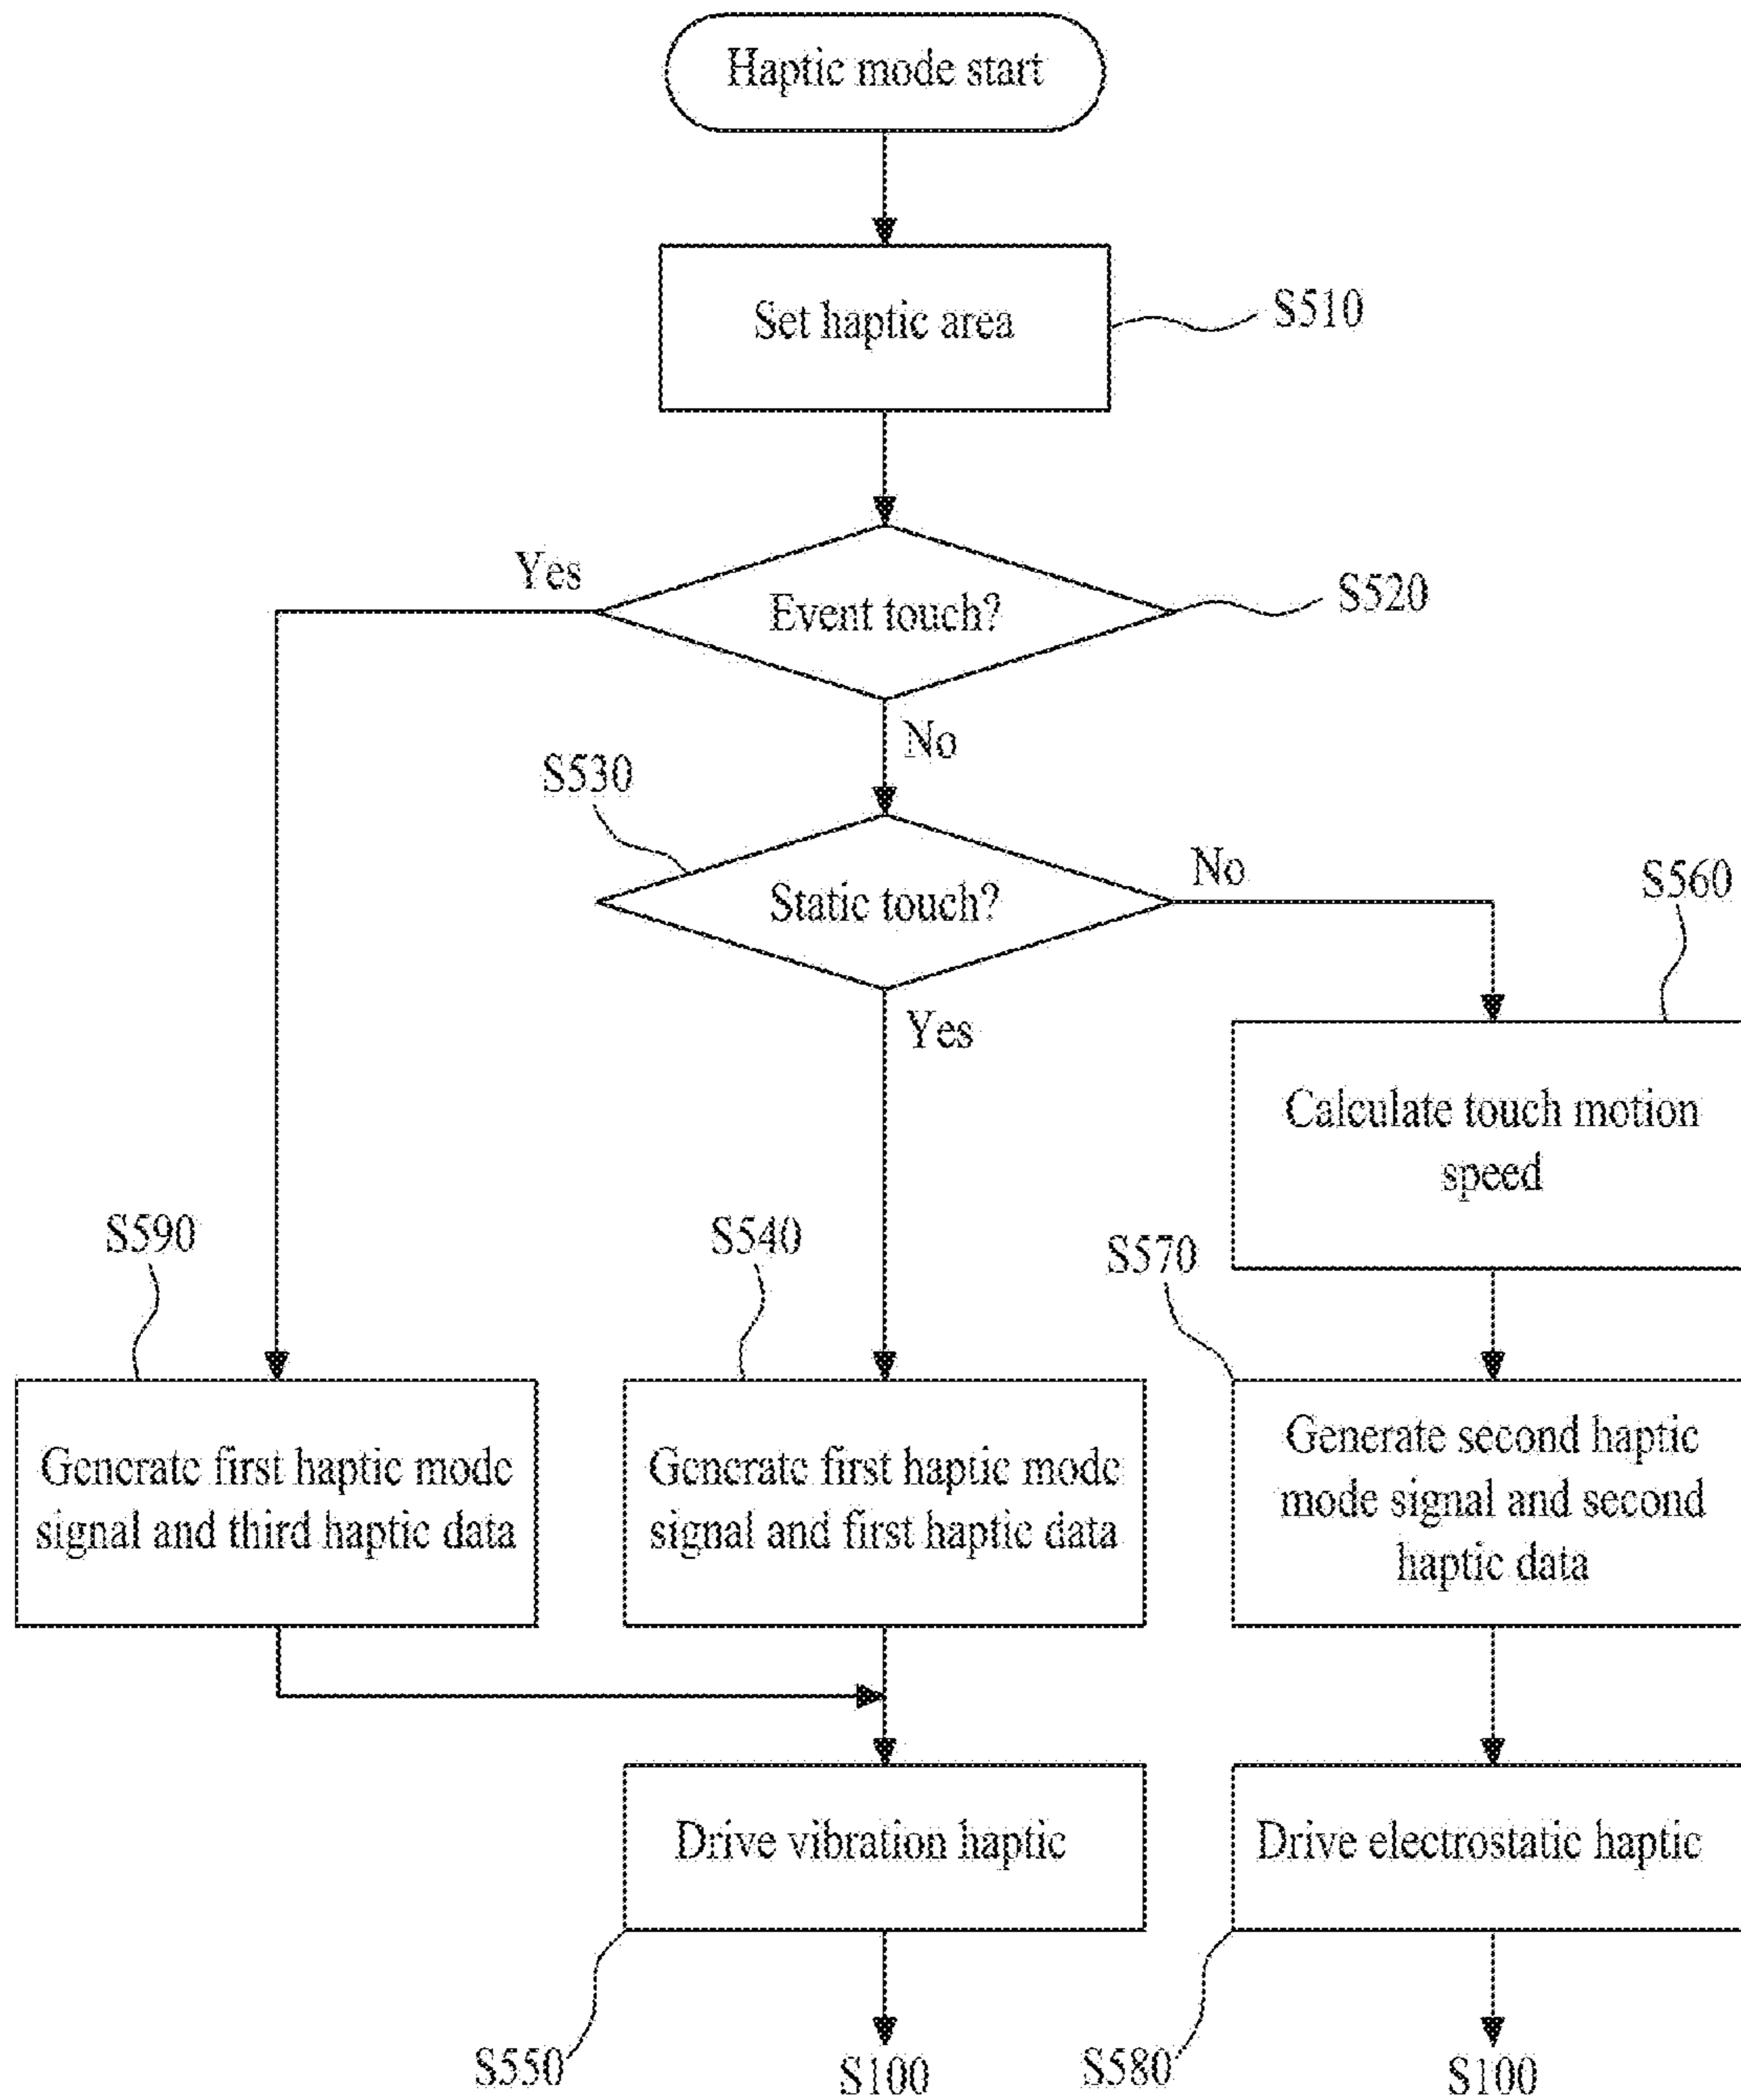 Haptic mode start
Set haptic area
S510
Yes
Event touch?
S520
No
S530
Static touch?
No
S560
Yes
Calculate touch motion
speed
S590
S540
S570
Generate first haptic mode
signal and third haptic data
Generate first haptic mode
signal and first haptic data
Generate second haptic
mode signal and second
haptic data
Drive vibration haptic
Drive electrostatic haptic
S550
S100
S580
S100